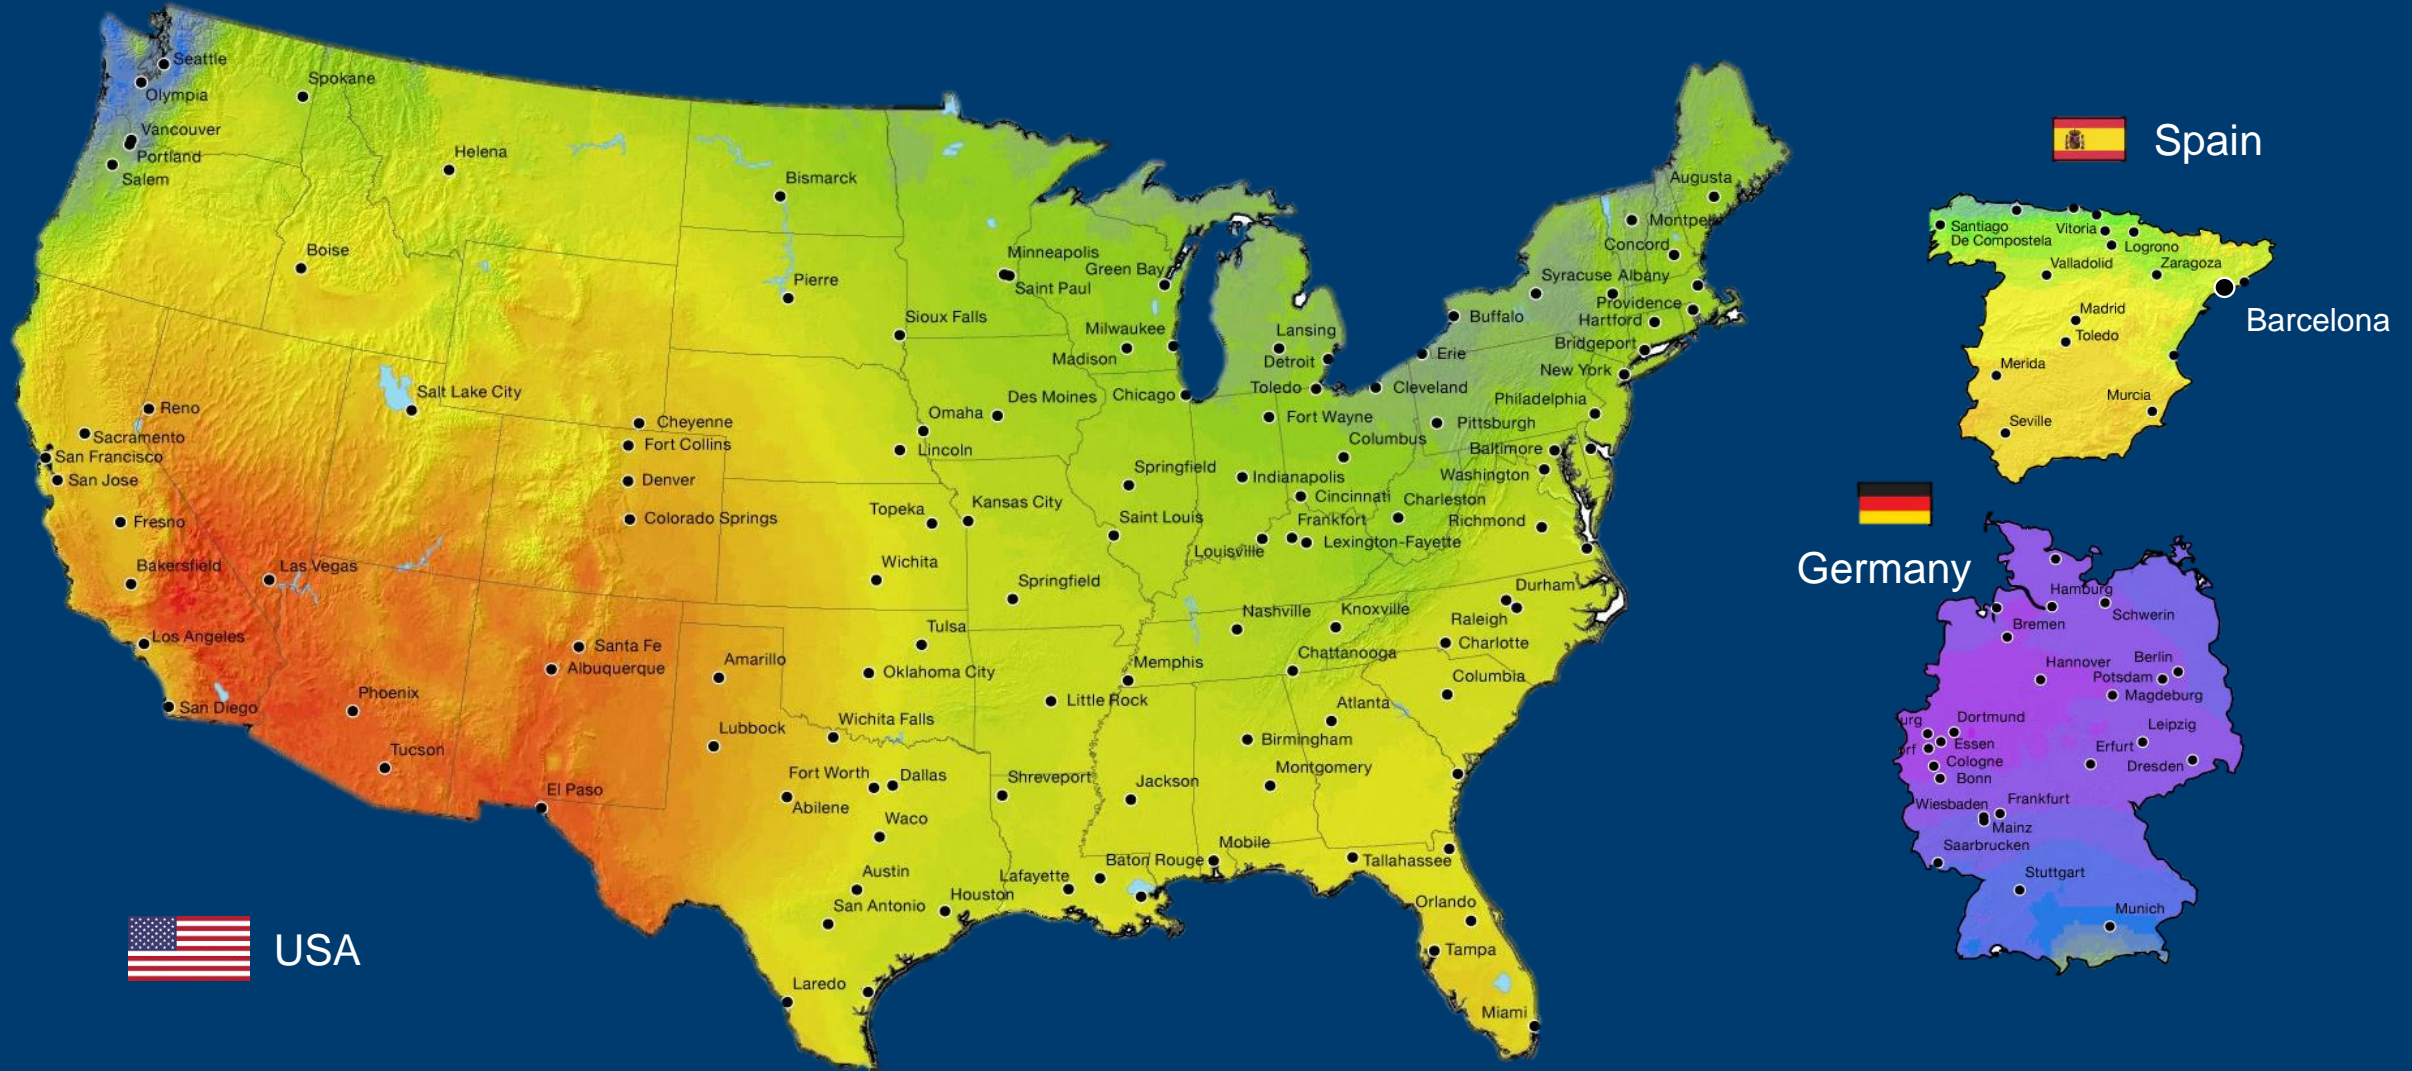 Seattle
Olympia
Spokane
Vancouver
Portland
Salem
Helena
Boise
Bismarck
Pierre
Minneapolis
Saint Paul
Green Bay
Sioux Falls
Milwaukee
Madison
Lansing
Detroit
Augusta
Montpel
Concord
Syracuse
Albany
Providence
Hartford
Bridgeport
Buffalo
Erie
New York
Reno
Sacramento
San Francisco
San Jose
Fresno
Bakersfield
Las Vegas
Los Angeles
San Diego
Salt Lake City
Cheyenne
Fort Collins
Denver
Colorado Springs
Omaha
Lincoln
Des Moines
Chicago
Toledo
Cleveland
Fort Wayne
Columbus
Philadelphia
Pittsburgh
Baltimore
Washington
Topeka
Kansas City
Wichita
Springfield
Saint Louis
Indianapolis
Cincinnati
Charleston
Frankfort
Louisville
Lexington-Fayette
Richmond
Springfield
Nashville
Knoxville
Durham
Raleigh
Charlotte
Chattanooga
Columbia
Phoenix
Tucson
Santa Fe
Albuquerque
El Paso
Amarillo
Lubbock
Tulsa
Oklahoma City
Wichita Falls
Memphis
Little Rock
Atlanta
Birmingham
Montgomery
Fort Worth
Dallas
Abilene
Waco
Shreveport
Jackson
Austin
San Antonio
Houston
Laredo
Lafayette
Baton Rouge
Mobile
Tallahassee
Orlando
Tampa
Miami
USA
Spain
Santiago
De Compostela
Vitoria
Logrono
Valladolid
Zaragoza
Madrid
Toledo
Barcelona
Merida
Murcia
Seville
Germany
Hamburg
Schwerin
Bremen
Hannover
Berlin
Potsdam
Magdeburg
urg
Dortmund
Essen
rf
Leipzig
Erfurt
Dresden
Cologne
Bonn
Wiesbaden
Frankfurt
Mainz
Saarbrucken
Stuttgart
Munich